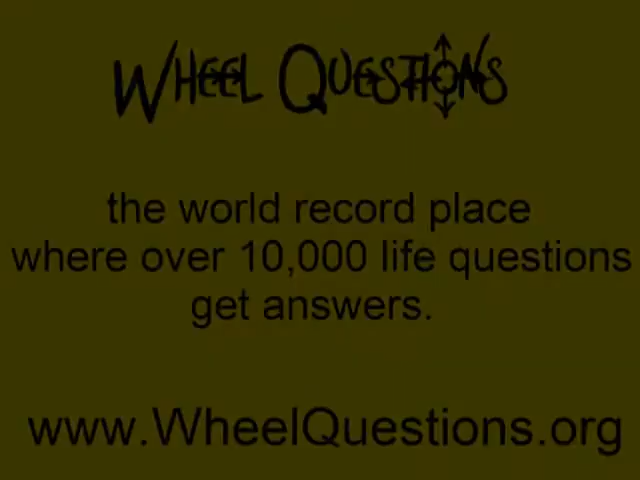 WHEEL QUESTIONS
the world record place
where over 10,000 life questions
get answers.
www.WheelQuestions.org